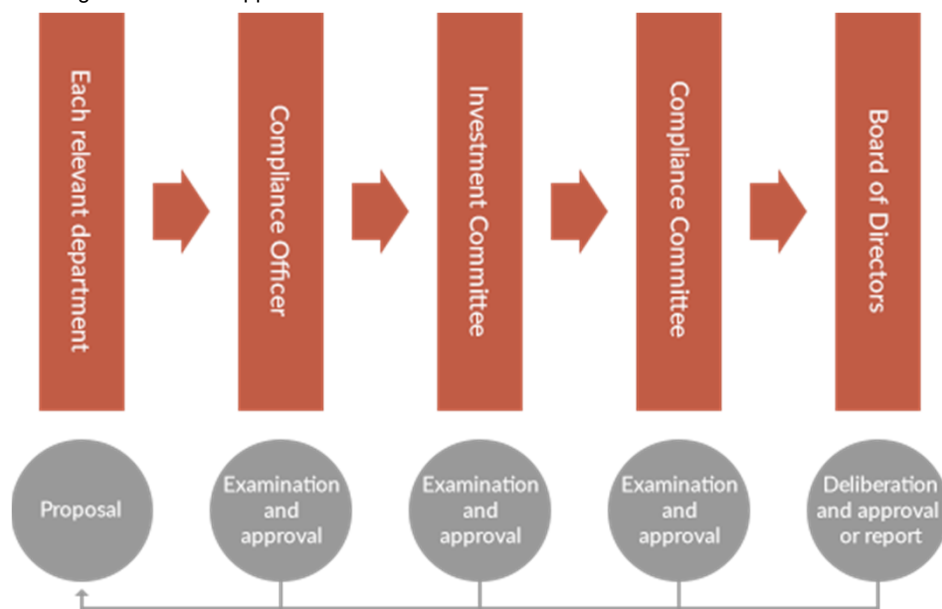 Each relevant department
Compliance Officer
Investment Committee
Compliance Committee
Board of Directors
Proposal
Examination
and
approval
Examination
and
approval
Examination
and
approval
Deliberation
and approval
or report